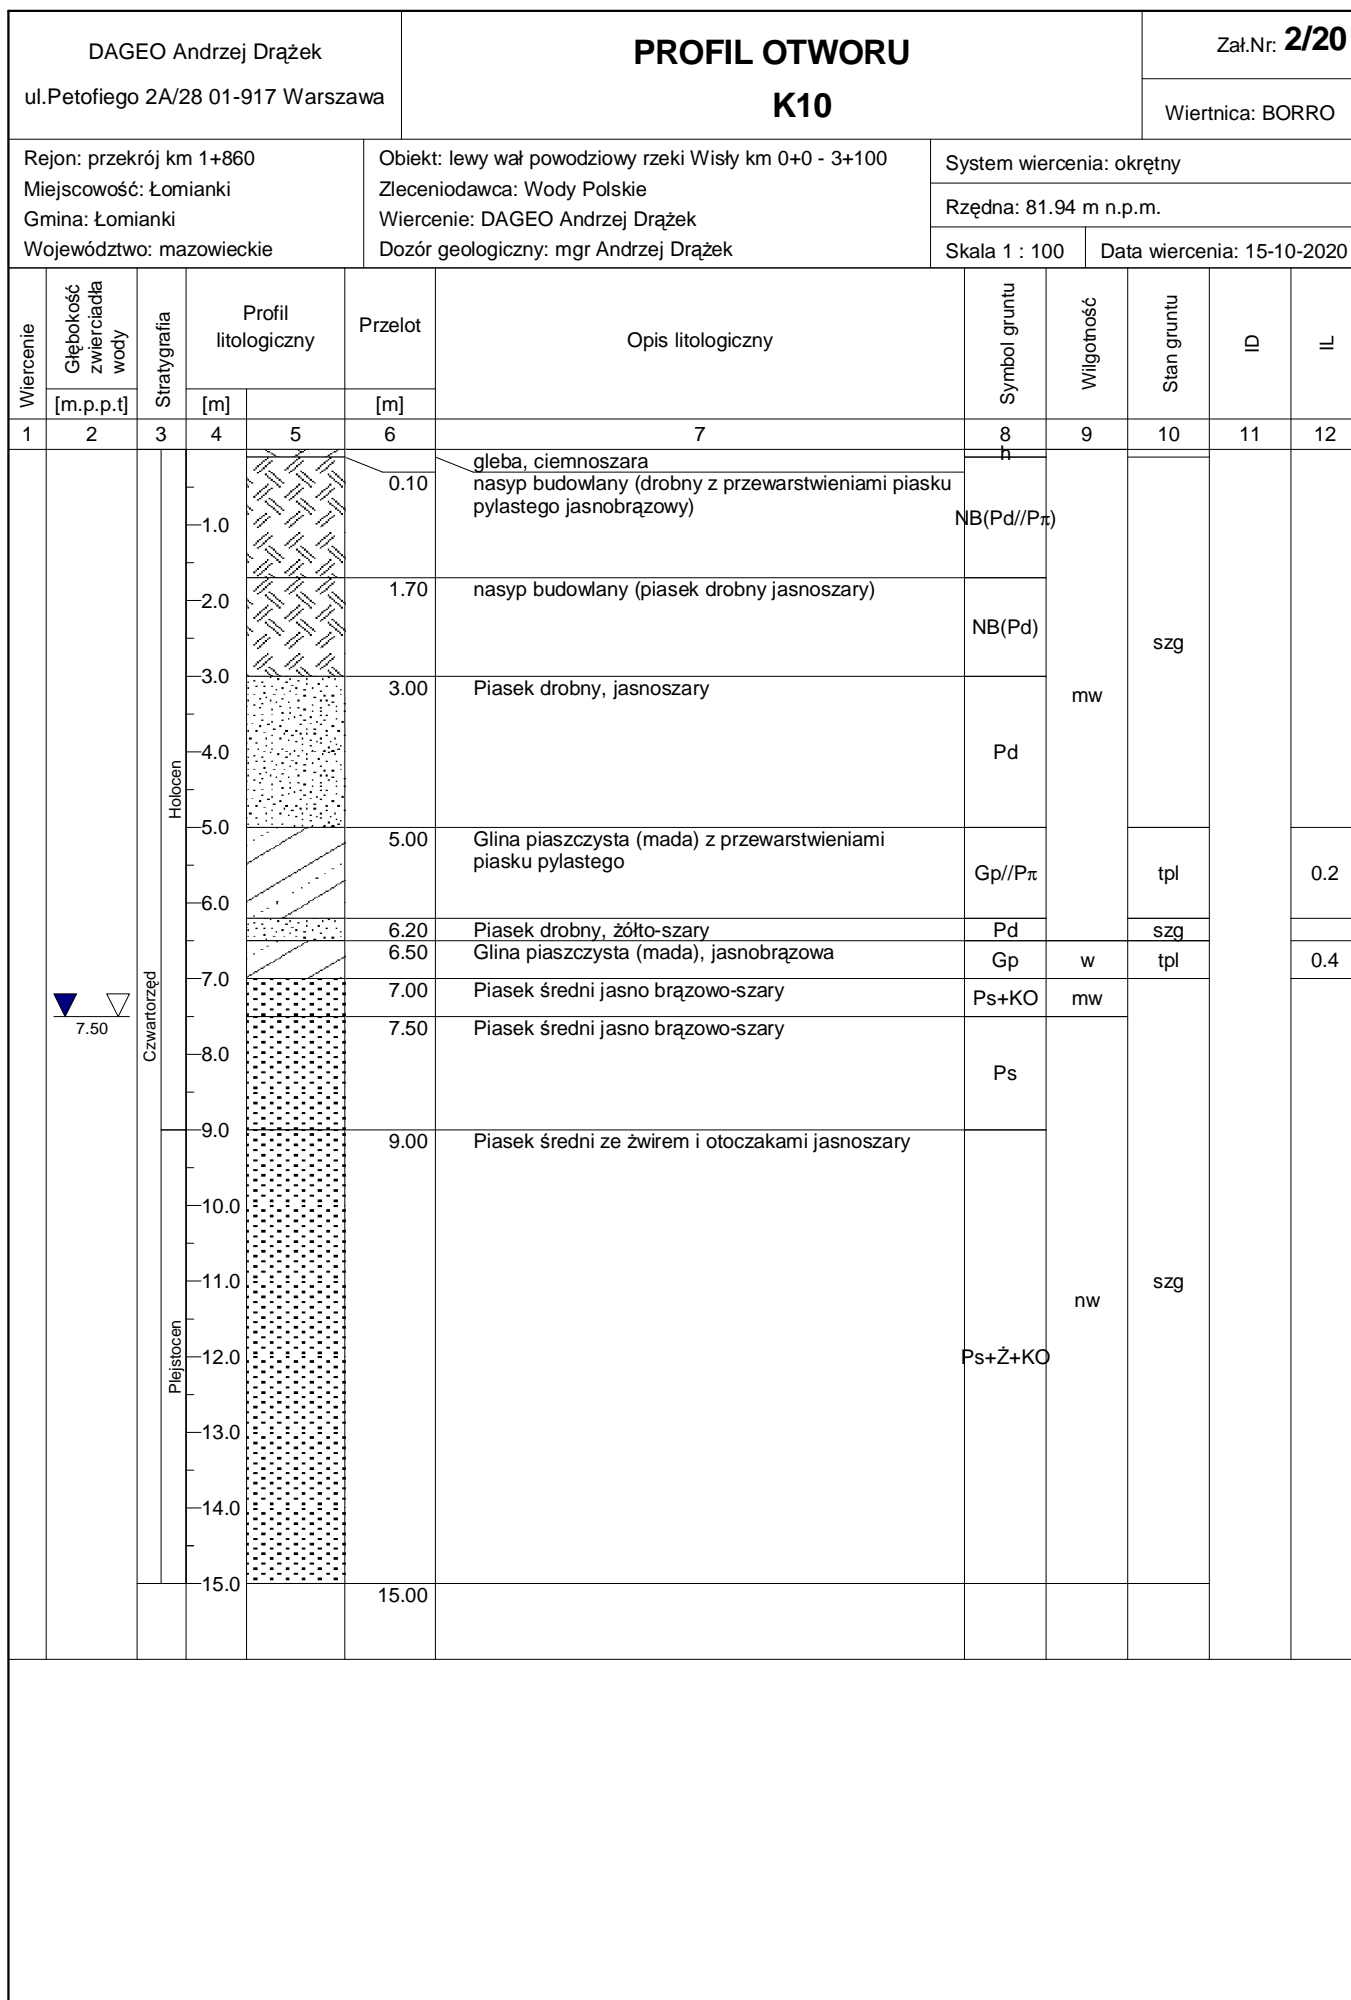 DAGEO Andrzej Drążek
ul.Petofiego 2A/28 01-917 Warszawa
PROFIL OTWORU
K10
Zał.Nr: 2/20
Wiertnica: BORRO
Rejon: przekrój km 1+860
Miejscowość: Łomianki
Gmina: Łomianki
Województwo: mazowieckie
Obiekt: lewy wał powodziowy rzeki Wisły km 0+0 - 3+100
Zleceniodawca: Wody Polskie
Wiercenie: DAGEO Andrzej Drążek
Dozór geologiczny: mgr Andrzej Drążek
System wiercenia: okrętny
Rzędna: 81.94 m n.p.m.
Skala 1 : 100
Data wiercenia: 15-10-2020
Wiercenie
Głębokość
zwierciadła
wody
[m.p.p.t]
Stratygrafia
Profil
litologiczny
[m]
Przelot
[m]
Opis litologiczny
Symbol gruntu
Wilgotność
Stan gruntu
ID
IL
1 2 3 4 5 6 7 8 9 10 11 12
gleba, ciemnoszara
h
0.10 nasyp budowlany (drobny z przewarstwieniami piasku
pylastego jasnobrązowy)
NB(Pd//Pπ)
1.0
1.70 nasyp budowlany (piasek drobny jasnoszary)
2.0
NB(Pd)
szg
3.0
3.00 Piasek drobny, jasnoszary
mw
4.0
Pd
Holocen
5.0
5.00 Glina piaszczysta (mada) z przewarstwieniami
piasku pylastego
Gp//Pπ tpl 0.2
6.0
6.20 Piasek drobny, żółto-szary Pd szg
6.50 Glina piaszczysta (mada), jasnobrązowa Gp w tpl 0.4
7.0
7.00 Piasek średni jasno brązowo-szary Ps+KO mw
7.50
7.50 Piasek średni jasno brązowo-szary
Czwartorzęd
8.0
Ps
9.0
9.00 Piasek średni ze żwirem i otoczakami jasnoszary
10.0
11.0
szg
nw
12.0
Plejstocen
Ps+Ż+KO
13.0
14.0
15.0
15.00